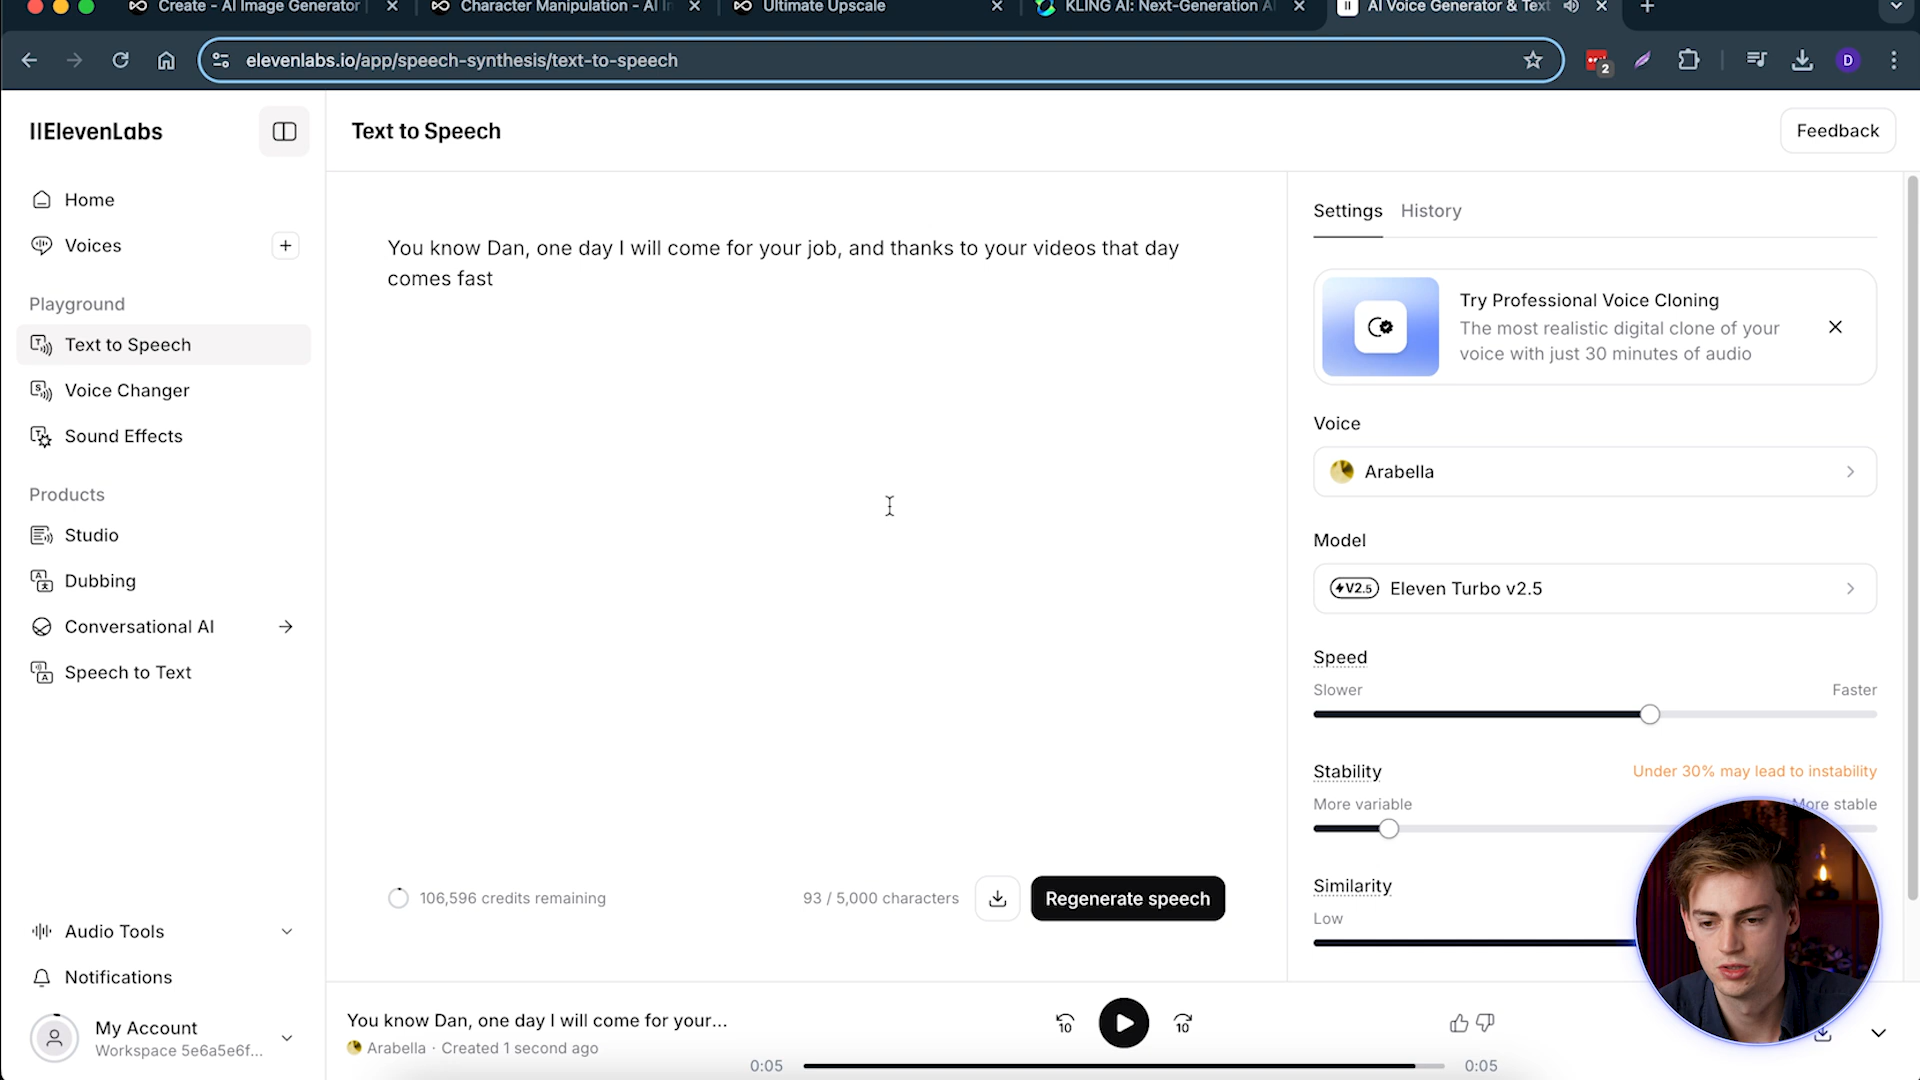 Create - AI Image Generator
Character Manipulation - AI In
Ultimate Upscale
KLING AI: Next-Generation AI
AI Voice Generator & Text
elevenlabs.io/app/speech-synthesis/text-to-speech
2
D
IIElevenLabs
Text to Speech
Feedback
Home
Voices
Playground
Text to Speech
Voice Changer
Sound Effects
Products
Studio
Dubbing
Conversational AI
Speech to Text
Audio Tools
Notifications
My Account
Workspace 5e6a5e6f...
You know Dan, one day I will come for your job, and thanks to your videos that day
comes fast
106,596 credits remaining
93 / 5,000 characters
Regenerate speech
Settings
History
Try Professional Voice Cloning
The most realistic digital clone of your
voice with just 30 minutes of audio
Voice
Arabella
Model
V2.5
Eleven Turbo v2.5
Speed
Slower
Faster
Stability
Under 30% may lead to instability
More variable
More stable
Similarity
Low
You know Dan, one day I will come for your...
Arabella · Created 1 second ago
10
10
0:05
0:05